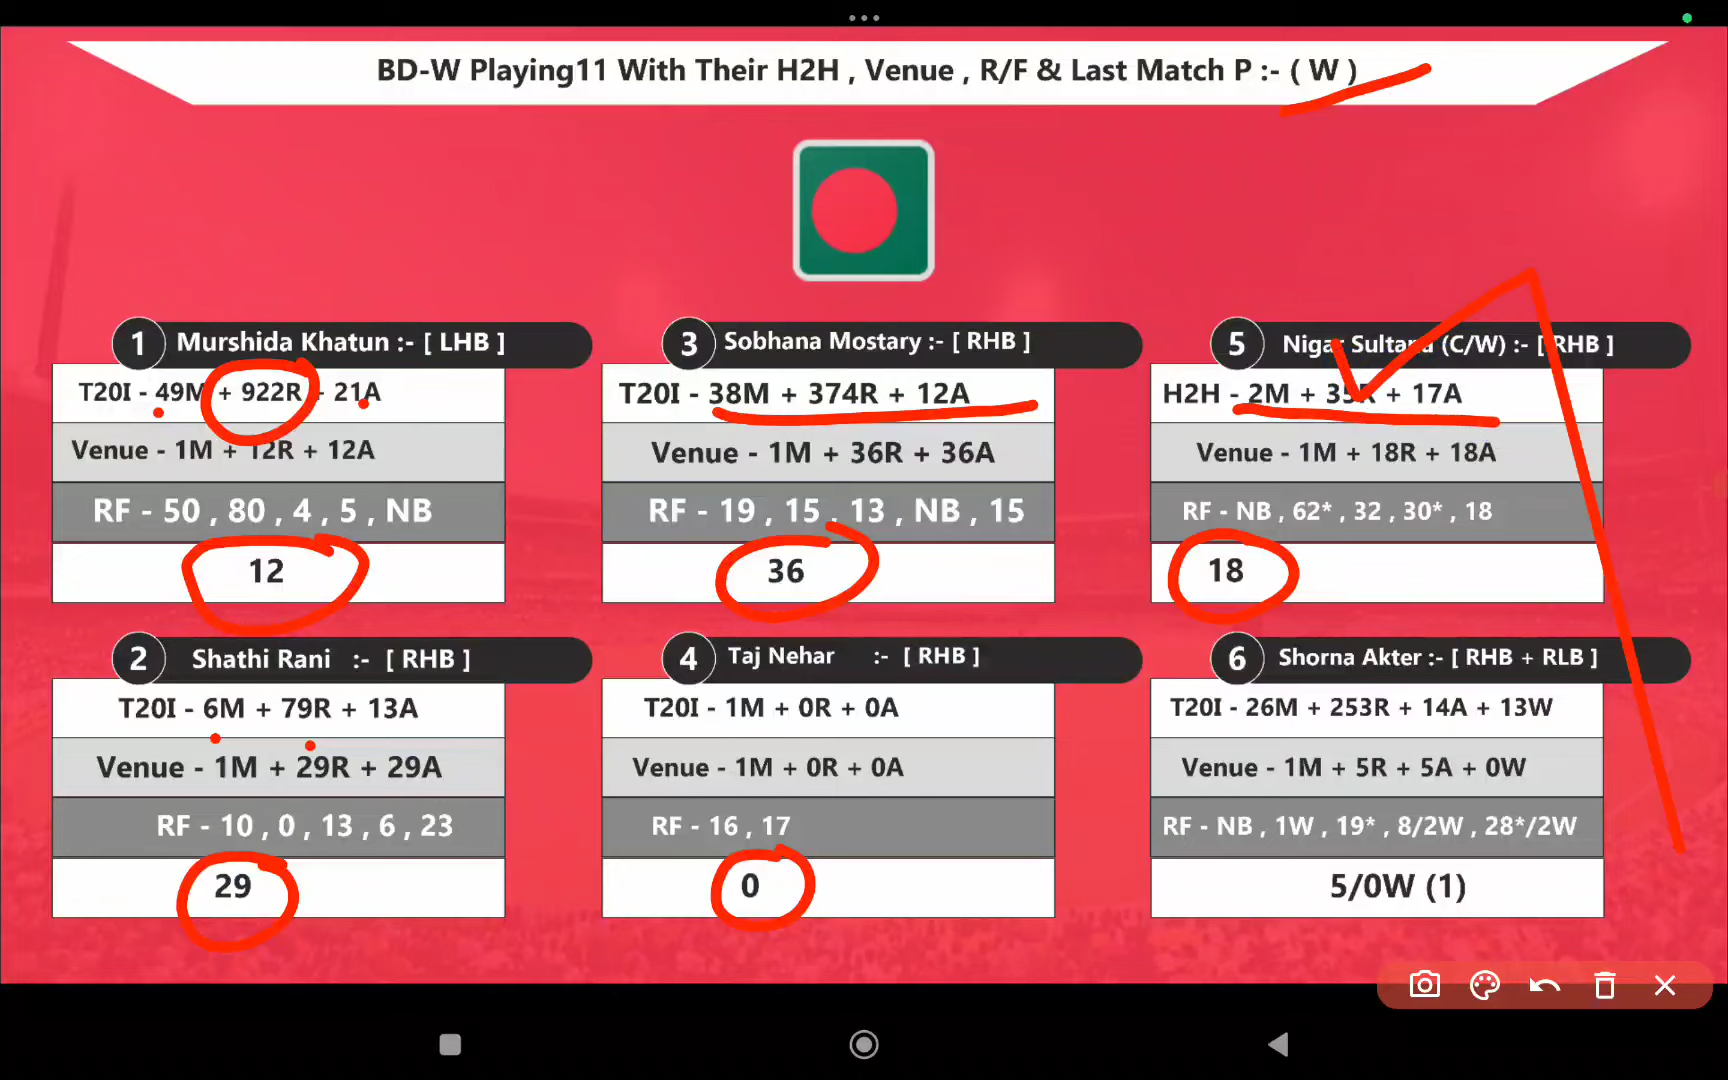 BD-W Playing11 With Their H2H , Venue , R/F & Last Match P :- ( W )
1 Murshida Khatun :- [ LHB ]
T20I - 49M + 922R + 21A
Venue - 1M + 12R + 12A
RF - 50 , 80 , 4 , 5 , NB
12
2 Shathi Rani :- [ RHB ]
T20I - 6M + 79R + 13A
Venue - 1M + 29R + 29A
RF - 10 , 0 , 13 , 6 , 23
29
3 Sobhana Mostary :- [ RHB ]
T20I - 38M + 374R + 12A
Venue - 1M + 36R + 36A
RF - 19 , 15 , 13 , NB , 15
36
4 Taj Nehar :- [ RHB ]
T20I - 1M + 0R + 0A
Venue - 1M + 0R + 0A
RF - 16 , 17
0
5 Nigar Sultana (C/W) :- [ RHB ]
H2H - 2M + 35R + 17A
Venue - 1M + 18R + 18A
RF - NB , 62* , 32 , 30* , 18
18
6 Shorna Akter :- [ RHB + RLB ]
T20I - 26M + 253R + 14A + 13W
Venue - 1M + 5R + 5A + 0W
RF - NB , 1W , 19* , 8/2W , 28*/2W
5/0W (1)